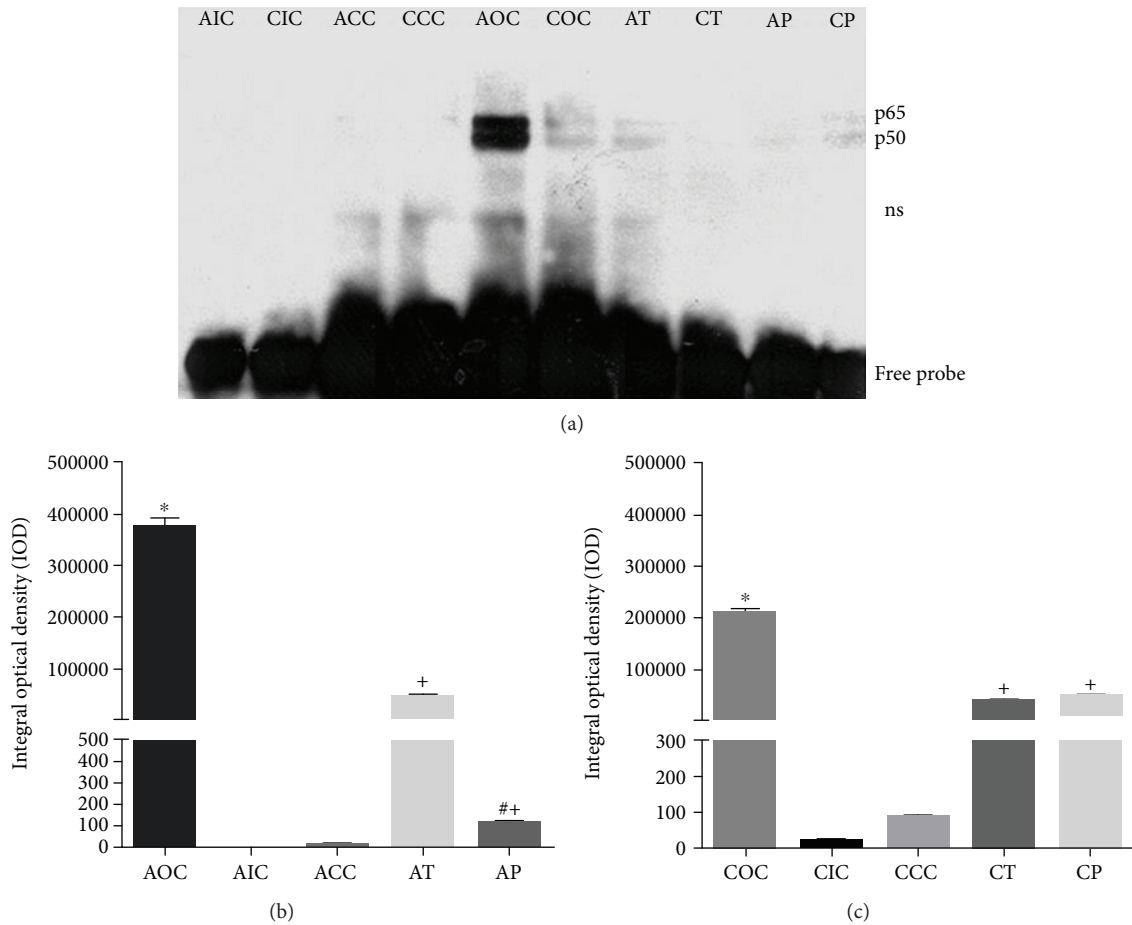 AIC CIC ACC CCC AOC COC AT CT AP CP
p65
p50
ns
Free probe
(a)
Integral optical density (IOD)
500000
400000
300000
200000
100000
500
400
300
200
100
0
*
+
#+
AOC AIC ACC AT AP
(b)
Integral optical density (IOD)
500000
400000
300000
200000
100000
300
200
100
0
*
+
+
COC CIC CCC CT CP
(c)